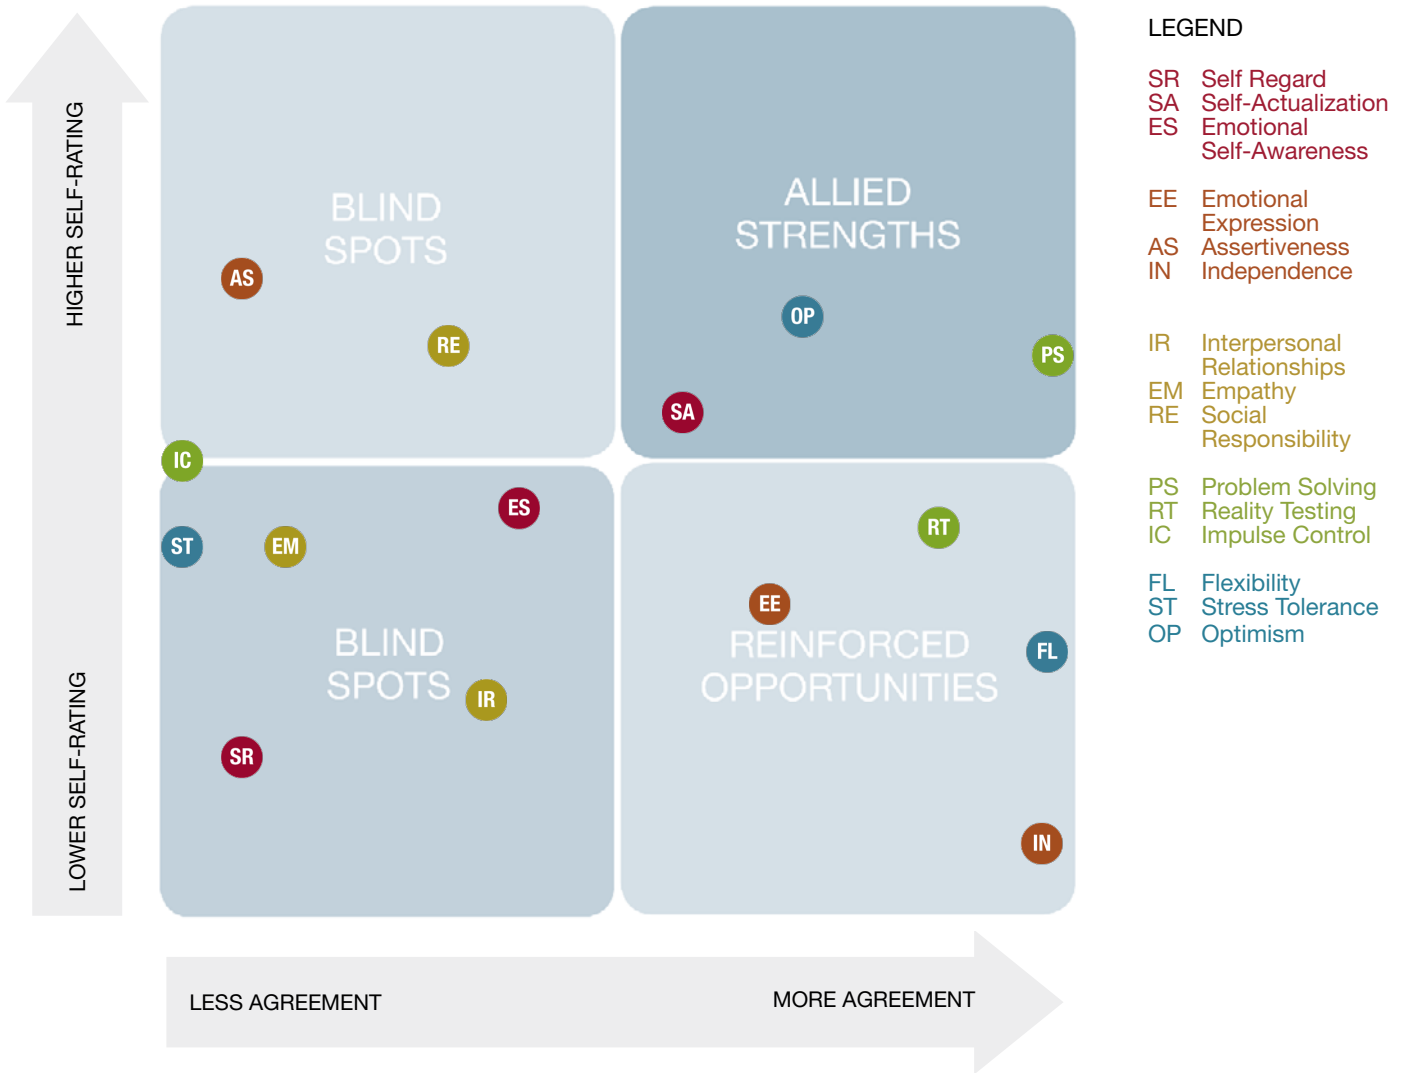 HIGHER SELF-RATING
LOWER SELF-RATING
BLIND
SPOTS
AS
RE
ALLIED
STRENGTHS
OP
PS
SA
IC
ES
ST
EM
BLIND
SPOTS
IR
SR
RT
EE
REINFORCED
OPPORTUNITIES
FL
IN
LESS AGREEMENT
MORE AGREEMENT
LEGEND
SR Self Regard
SA Self-Actualization
ES Emotional
Self-Awareness
EE Emotional
Expression
AS Assertiveness
IN Independence
IR Interpersonal
Relationships
EM Empathy
RE Social
Responsibility
PS Problem Solving
RT Reality Testing
IC Impulse Control
FL Flexibility
ST Stress Tolerance
OP Optimism